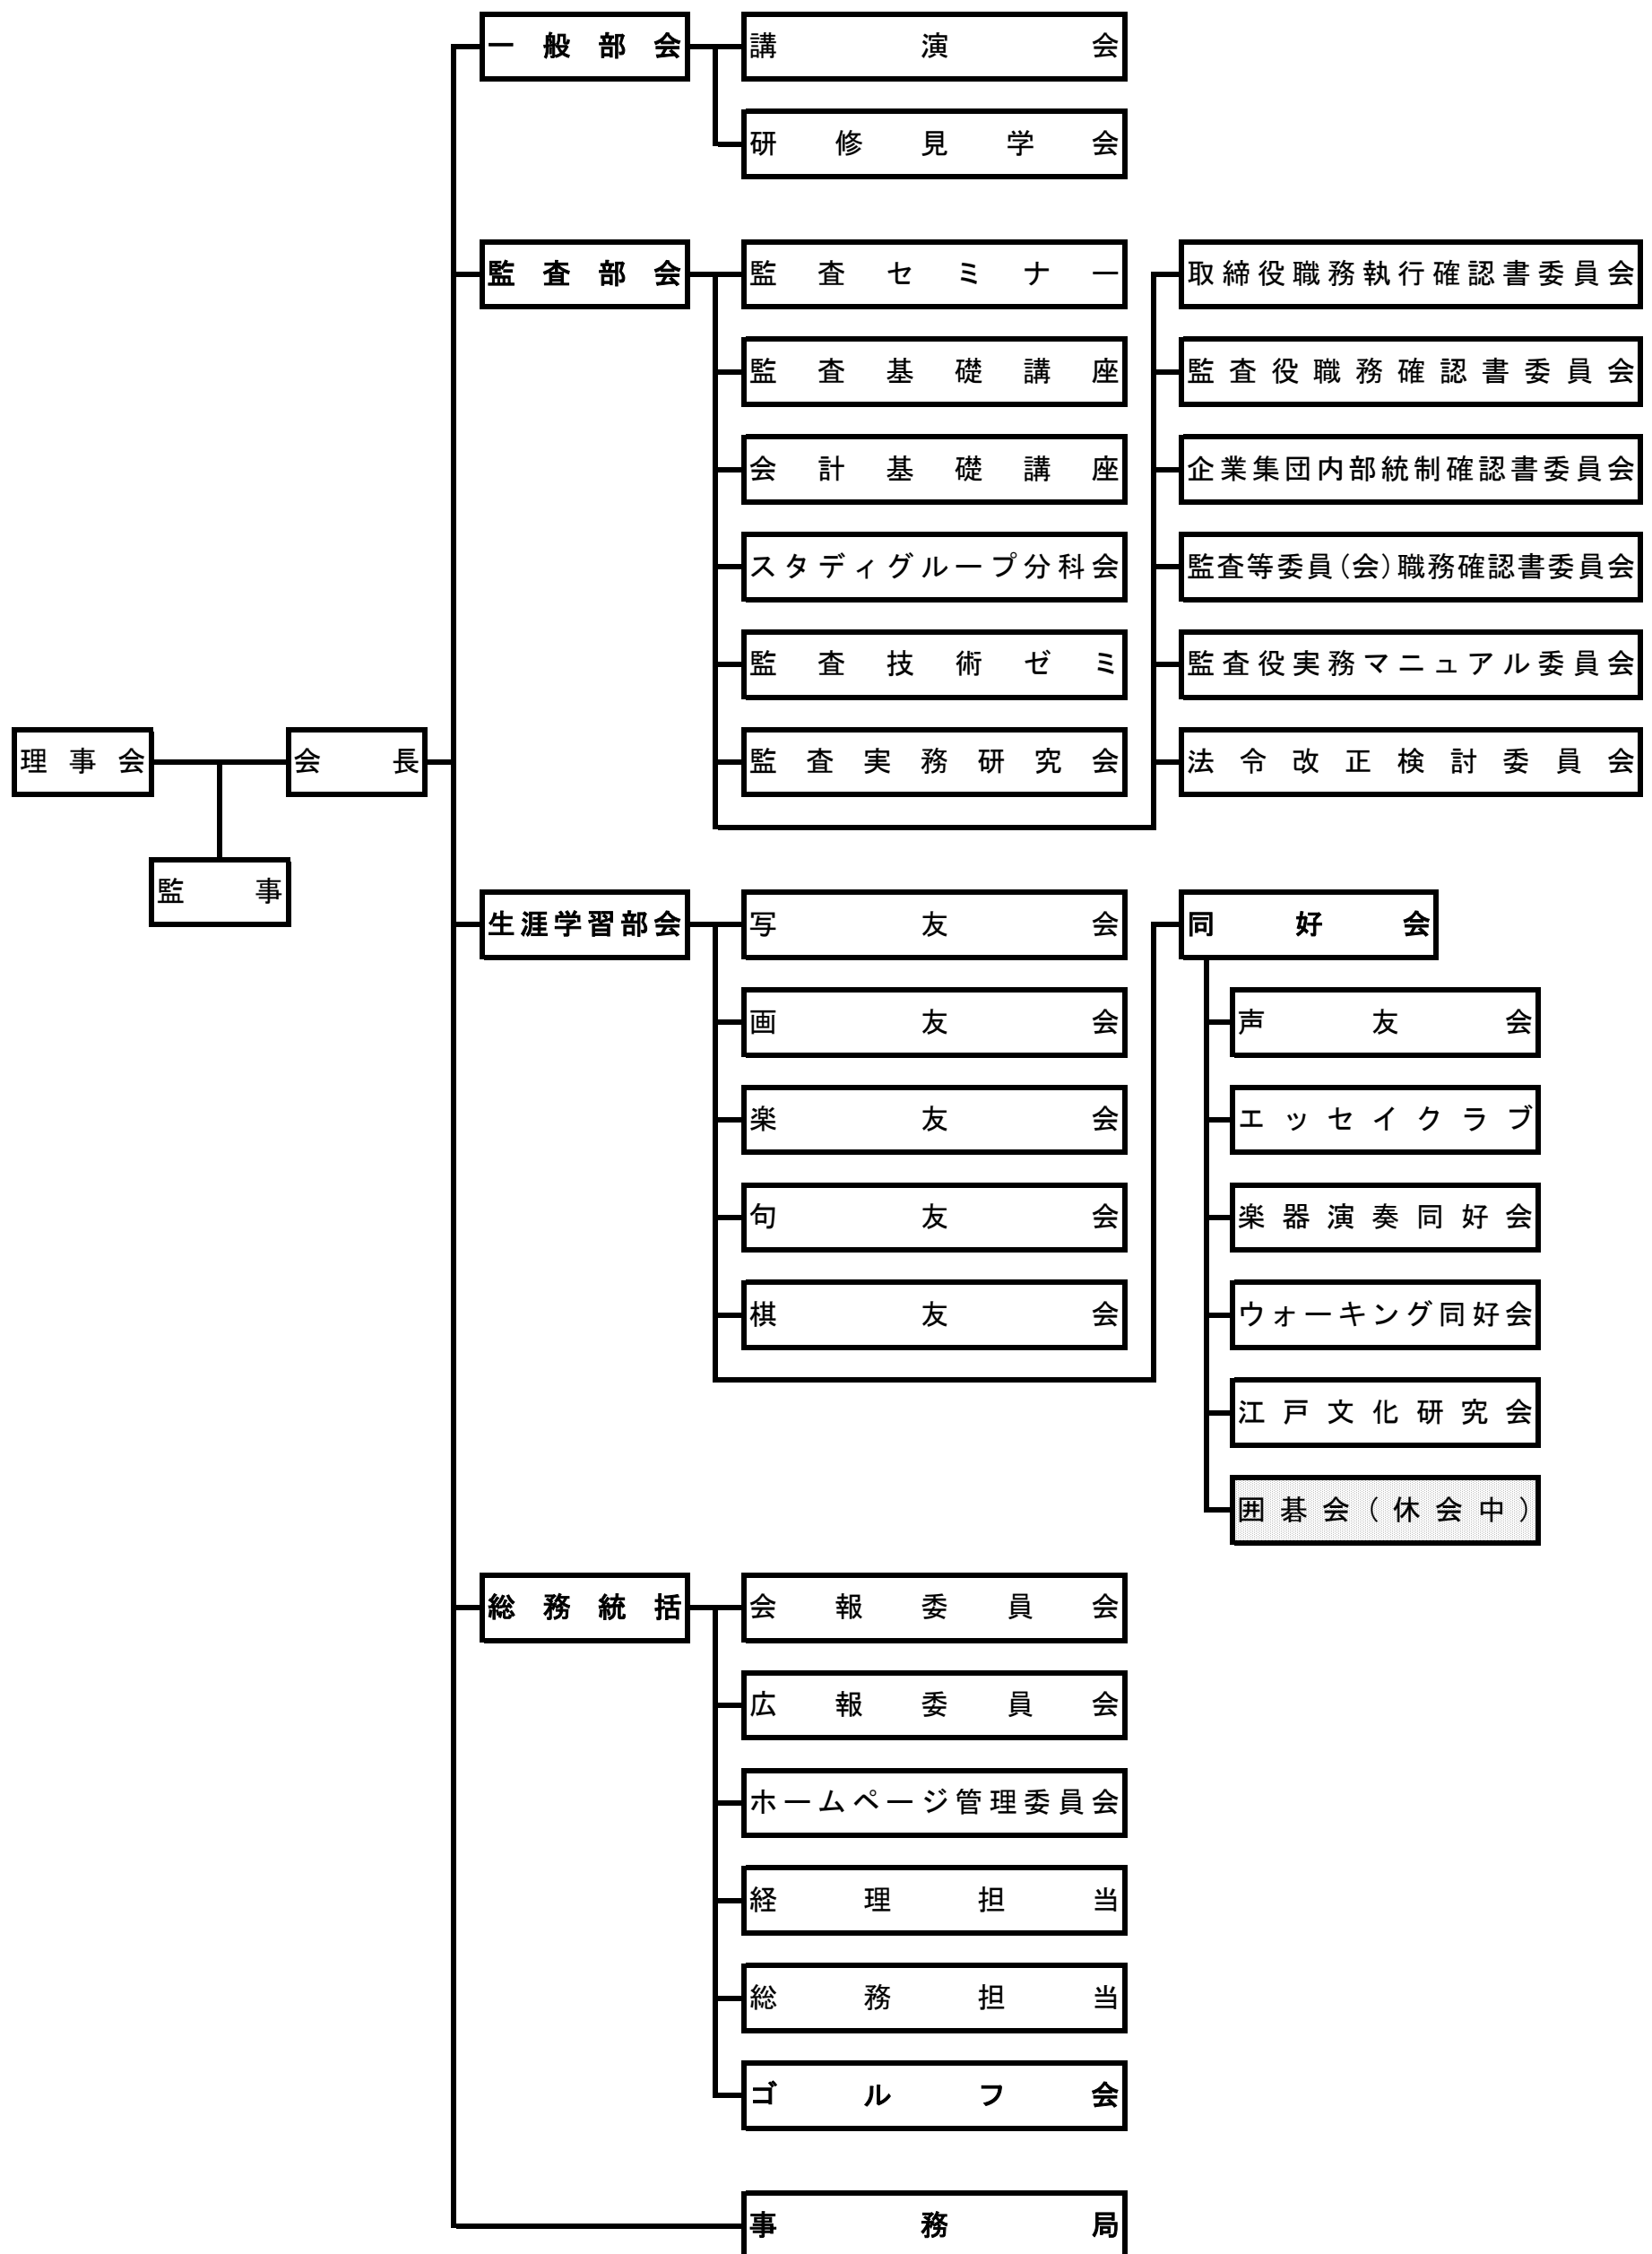 一般部会
講演会
研修見学会
監査部会
監査セミナー
取締役職務執行確認書委員会
監査基礎講座
監査役職務確認書委員会
会計基礎講座
企業集団内部統制確認書委員会
スタディグループ分科会
監査等委員(会)職務確認書委員会
監査技術ゼミ
監査役実務マニュアル委員会
理事会
会長
監査実務研究会
法令改正検討委員会
監事
生涯学習部会
写友会
同好会
画友会
声友会
楽友会
エッセイクラブ
句友会
楽器演奏同好会
棋友会
ウォーキング同好会
江戸文化研究会
囲碁会(休会中)
総務統括
会報委員会
広報委員会
ホームページ管理委員会
経理担当
総務担当
ゴルフ会
事務局